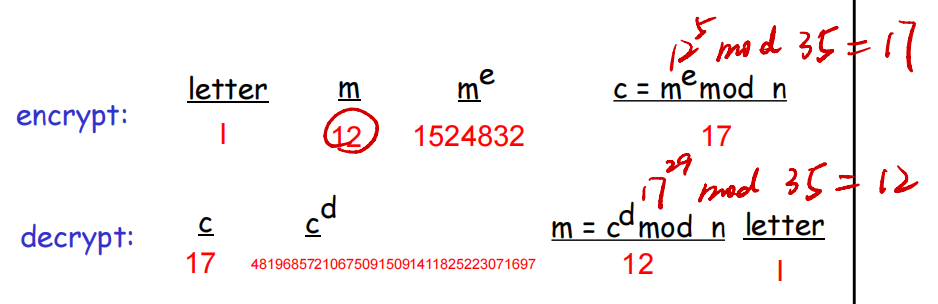 12^5 mod 35 = 17
letter m m^e c = m^e mod n
encrypt: l 12 1524832 17
17^29 mod 35 = 12
c c^d m = c^d mod n letter
decrypt: 17 481968572106750915091411825223071697 12 l